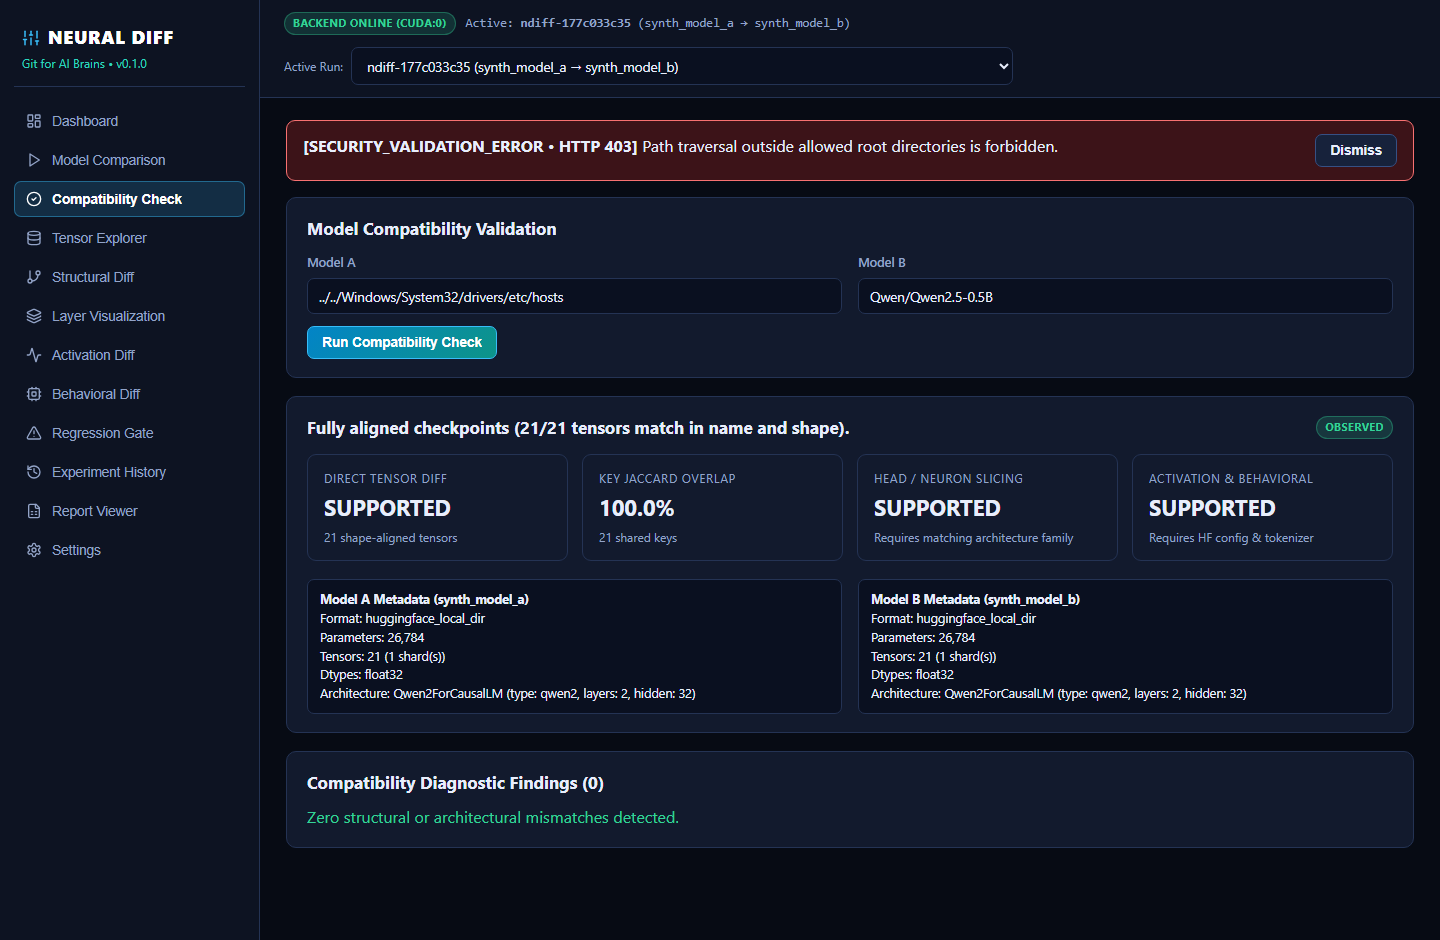 NEURAL DIFF
Git for AI Brains • v0.1.0
Dashboard
Model Comparison
Compatibility Check
Tensor Explorer
Structural Diff
Layer Visualization
Activation Diff
Behavioral Diff
Regression Gate
Experiment History
Report Viewer
Settings
BACKEND ONLINE (CUDA:0) Active: ndiff-177c033c35 (synth_model_a → synth_model_b)
Active Run: ndiff-177c033c35 (synth_model_a → synth_model_b)
[SECURITY_VALIDATION_ERROR • HTTP 403] Path traversal outside allowed root directories is forbidden.
Dismiss
Model Compatibility Validation
Model A
../../Windows/System32/drivers/etc/hosts
Model B
Qwen/Qwen2.5-0.5B
Run Compatibility Check
Fully aligned checkpoints (21/21 tensors match in name and shape).
OBSERVED
DIRECT TENSOR DIFF
SUPPORTED
21 shape-aligned tensors
KEY JACCARD OVERLAP
100.0%
21 shared keys
HEAD / NEURON SLICING
SUPPORTED
Requires matching architecture family
ACTIVATION & BEHAVIORAL
SUPPORTED
Requires HF config & tokenizer
Model A Metadata (synth_model_a)
Format: huggingface_local_dir
Parameters: 26,784
Tensors: 21 (1 shard(s))
Dtypes: float32
Architecture: Qwen2ForCausalLM (type: qwen2, layers: 2, hidden: 32)
Model B Metadata (synth_model_b)
Format: huggingface_local_dir
Parameters: 26,784
Tensors: 21 (1 shard(s))
Dtypes: float32
Architecture: Qwen2ForCausalLM (type: qwen2, layers: 2, hidden: 32)
Compatibility Diagnostic Findings (0)
Zero structural or architectural mismatches detected.